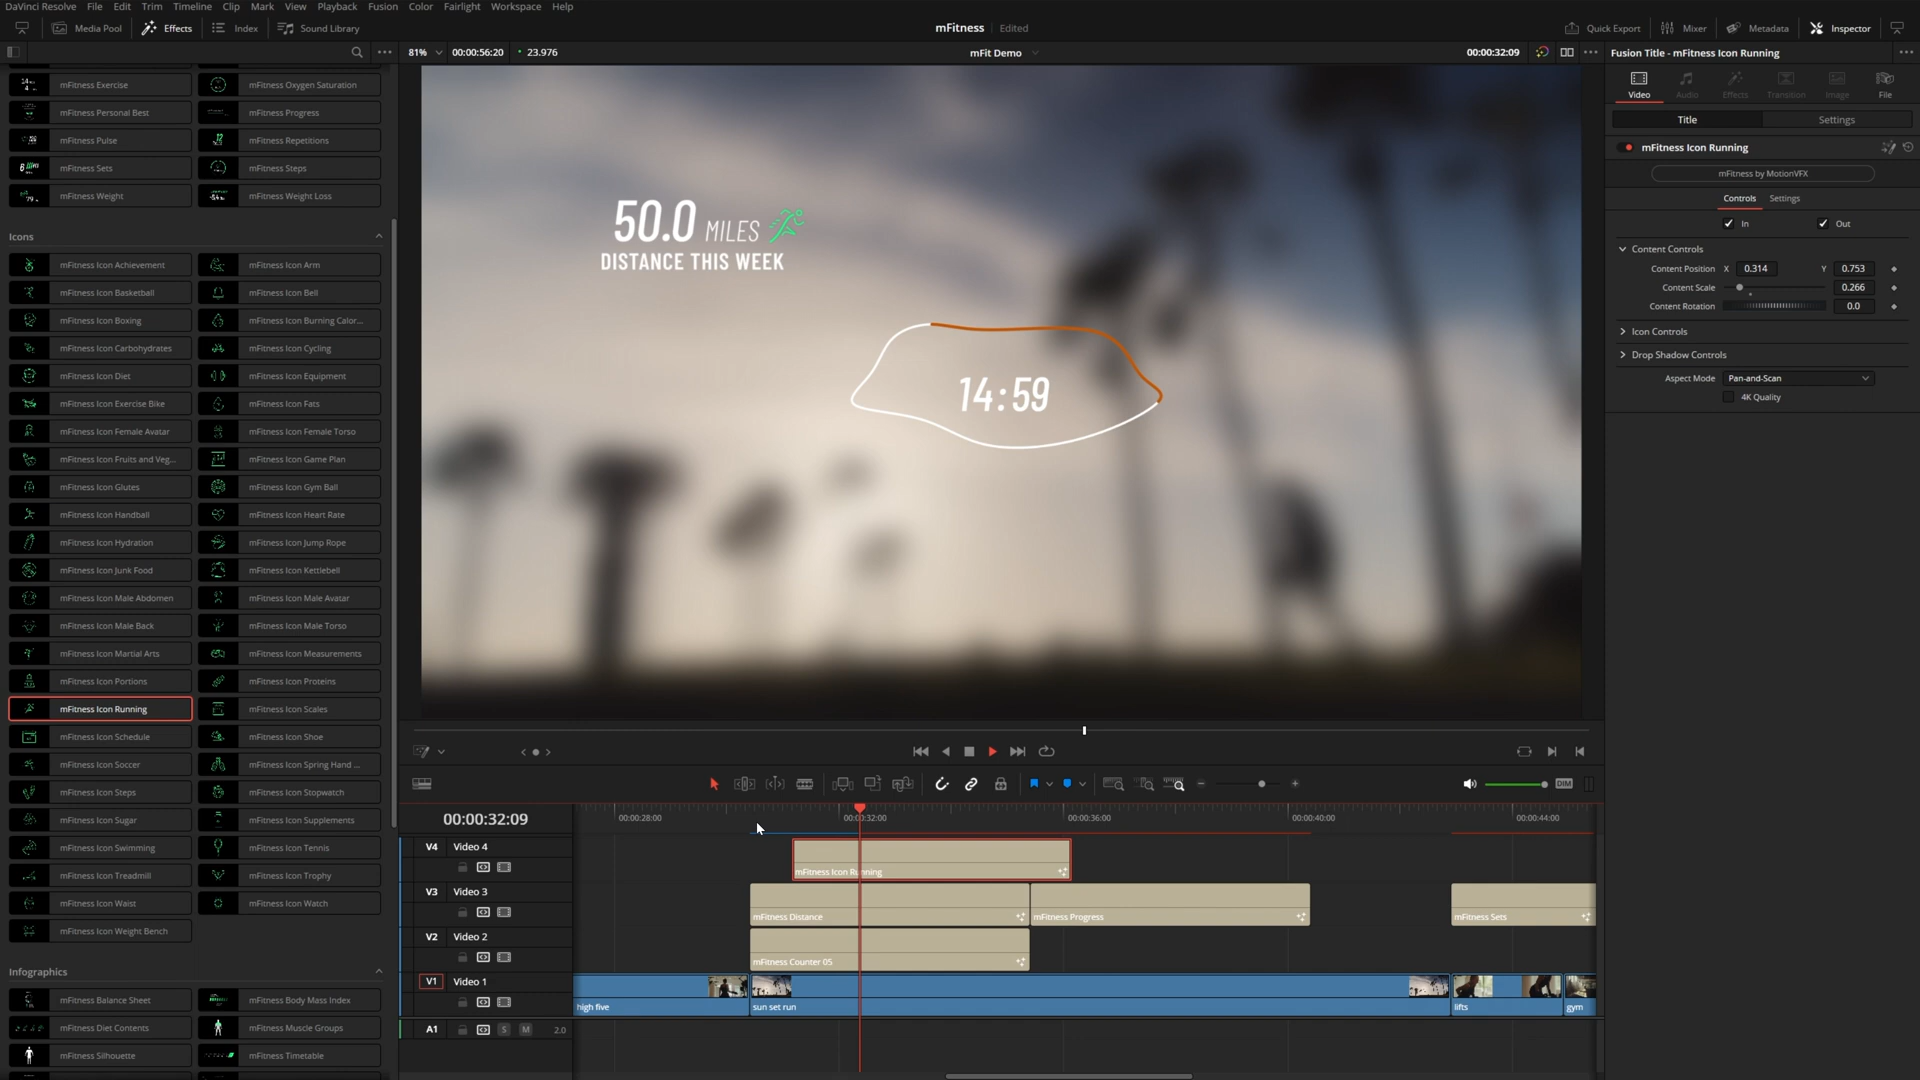 DaVinci Resolve File Edit Trim Timeline Clip Mark View Playback Fusion Color Fairlight Workspace Help
Media Pool Effects Index Sound Library mFitness Edited Quick Export Mixer Metadata Inspector
81% 00:00:56:20 23.976 mFit Demo 00:00:32:09 Fusion Title - mFitness Icon Running
mFitness Exercise mFitness Oxygen Saturation
mFitness Personal Best mFitness Progress
mFitness Pulse mFitness Repetitions
mFitness Sets mFitness Steps
mFitness Weight mFitness Weight Loss
Icons
mFitness Icon Achievement mFitness Icon Arm
mFitness Icon Basketball mFitness Icon Bell
mFitness Icon Boxing mFitness Icon Burning Calor...
mFitness Icon Carbohydrates mFitness Icon Cycling
mFitness Icon Diet mFitness Icon Equipment
mFitness Icon Exercise Bike mFitness Icon Fats
mFitness Icon Female Avatar mFitness Icon Female Torso
mFitness Icon Fruits and Veg... mFitness Icon Game Plan
mFitness Icon Glutes mFitness Icon Gym Ball
mFitness Icon Handball mFitness Icon Heart Rate
mFitness Icon Hydration mFitness Icon Jump Rope
mFitness Icon Junk Food mFitness Icon Kettlebell
mFitness Icon Male Abdomen mFitness Icon Male Avatar
mFitness Icon Male Back mFitness Icon Male Torso
mFitness Icon Martial Arts mFitness Icon Measurements
mFitness Icon Portions mFitness Icon Proteins
mFitness Icon Running mFitness Icon Scales
mFitness Icon Schedule mFitness Icon Shoe
mFitness Icon Soccer mFitness Icon Spring Hand ...
mFitness Icon Steps mFitness Icon Stopwatch
mFitness Icon Sugar mFitness Icon Supplements
mFitness Icon Swimming mFitness Icon Tennis
mFitness Icon Treadmill mFitness Icon Trophy
mFitness Icon Waist mFitness Icon Watch
mFitness Icon Weight Bench
Infographics
mFitness Balance Sheet mFitness Body Mass Index
mFitness Diet Contents mFitness Muscle Groups
mFitness Silhouette mFitness Timetable
50.0 MILES
DISTANCE THIS WEEK
14:59
Video Audio Effects Transition Image File
Title Settings
mFitness Icon Running
mFitness by MotionVFX
Controls Settings
In Out
Content Controls
Content Position X 0.314 Y 0.753
Content Scale 0.266
Content Rotation 0.0
Icon Controls
Drop Shadow Controls
Aspect Mode Pan-and-Scan
4K Quality
DIM
00:00:32:09 00:00:28:00 00:00:32:00 00:00:36:00 00:00:40:00 00:00:44:00
V4 Video 4
mFitness Icon Running
V3 Video 3
mFitness Distance mFitness Progress mFitness Sets
V2 Video 2
mFitness Counter 05
V1 Video 1
high five sun set run lifts gym
A1 S M 2.0